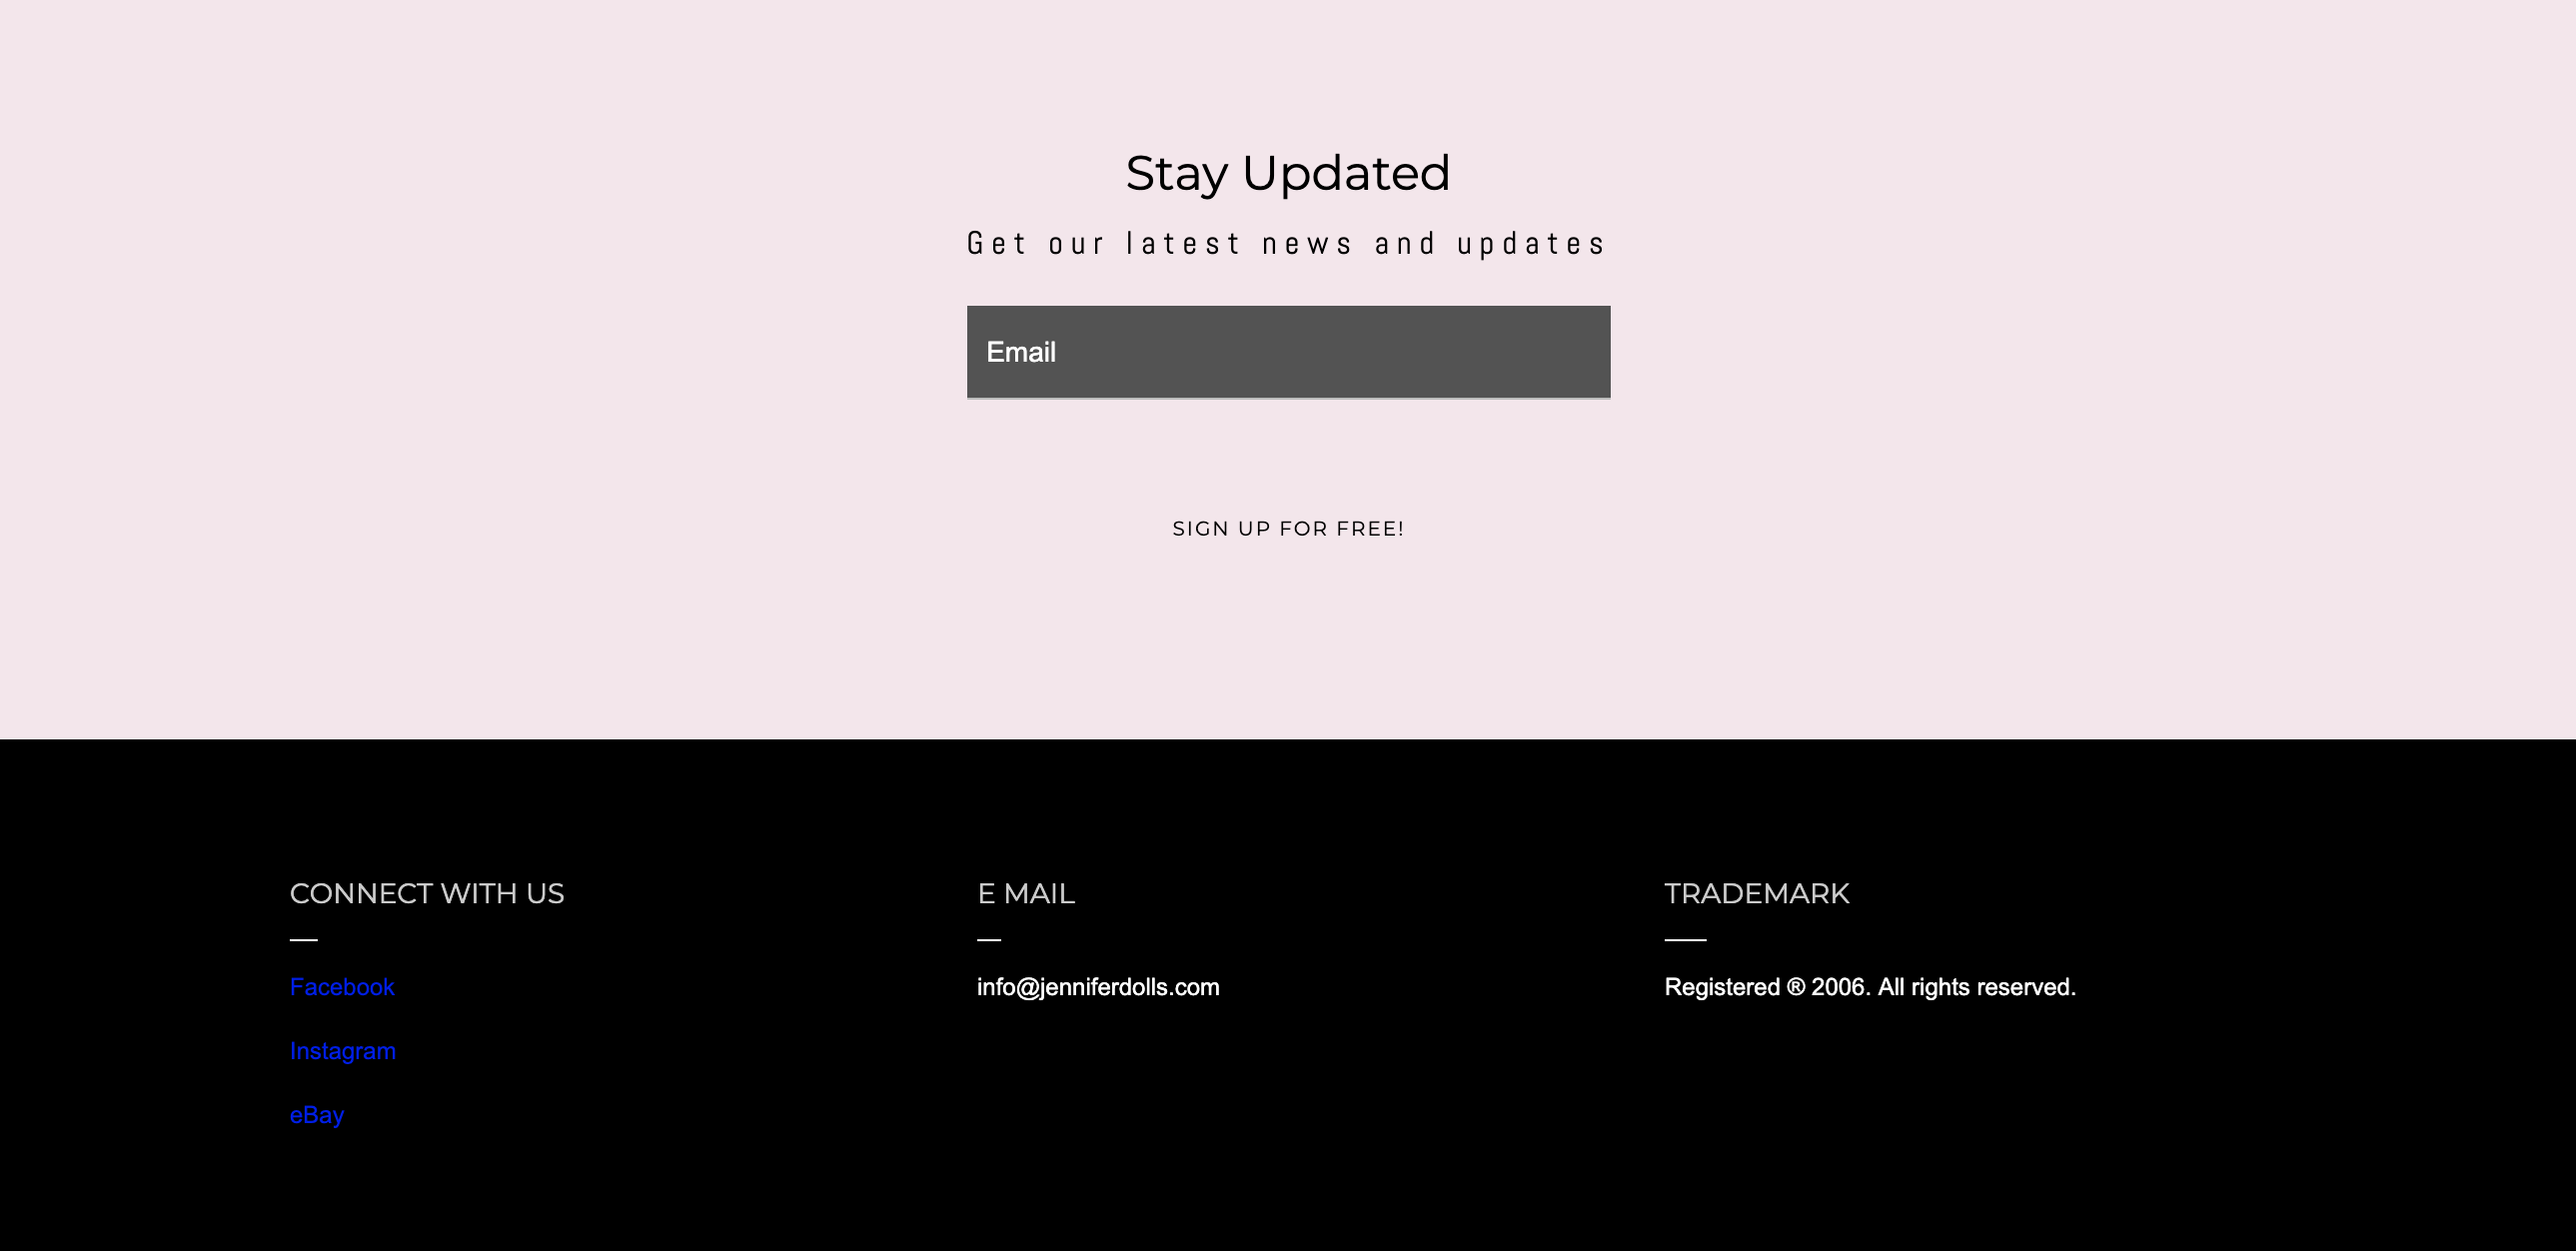 Stay Updated
Get our latest news and updates
Email
SIGN UP FOR FREE!
CONNECT WITH US
Facebook
Instagram
eBay
E MAIL
info@jenniferdolls.com
TRADEMARK
Registered ® 2006. All rights reserved.